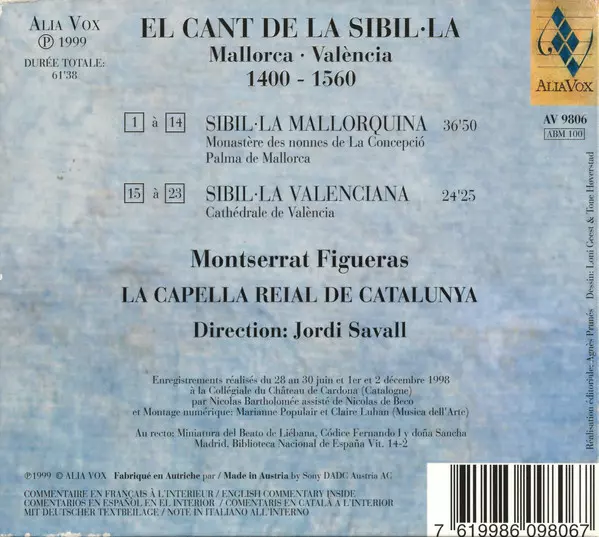 ALIA VOX
℗ 1999
DURÉE TOTALE:
61'38
EL CANT DE LA SIBIL·LA
Mallorca · València
1400 - 1560
ALIAVOX
AV 9806
ABM 100
1 à 14 SIBIL·LA MALLORQUINA 36'50
Monastère des nonnes de La Concepció
Palma de Mallorca
15 à 23 SIBIL·LA VALENCIANA 24'25
Cathédrale de València
Montserrat Figueras
LA CAPELLA REIAL DE CATALUNYA
Direction: Jordi Savall
Enregistrements réalisés du 28 au 30 juin et 1er et 2 décembre 1998
à la Collégiale du Château de Cardona (Catalogne)
par Nicolas Bartholomée assisté de Nicolas de Beco
et Montage numérique: Marianne Populair et Claire Luhan (Musica dell'Arte)
Au recto: Miniatura del Beato de Liébana, Códice Fernando I y doña Sancha
Madrid, Biblioteca Nacional de España Vit. 14-2
℗1999 © ALIA VOX Fabriqué en Autriche par / Made in Austria by Sony DADC Austria AC
COMMENTAIRE EN FRANÇAIS À L'INTERIEUR / ENGLISH COMMENTARY INSIDE
COMENTARIOS EN ESPAÑOL EN EL INTERIOR / COMENTARIS EN CATALÀ A L'INTERIOR
MIT DEUTSCHER TEXTBEILAGE / NOTE IN ITALIANO ALL'INTERNO
7 619986 098067
Réalisation éditoriale: Agnès Prunés Dessin: Loni Geest & Tone Høverstad